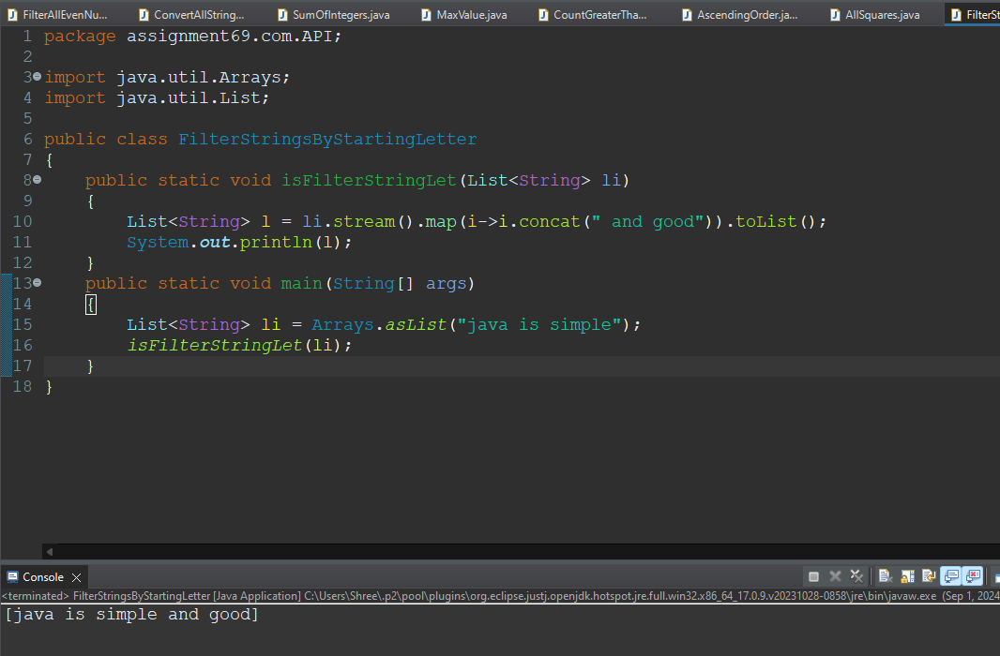 FilterAllEvenNu... ConvertAllString... SumOfIntegers.java MaxValue.java CountGreaterTha... AscendingOrder.ja... AllSquares.java FilterSt
1 package assignment69.com.API;
2
3 import java.util.Arrays;
4 import java.util.List;
5
6 public class FilterStringsByStartingLetter
7 {
8 public static void isFilterStringLet(List<String> li)
9 {
10 List<String> l = li.stream().map(i->i.concat(" and good")).toList();
11 System.out.println(l);
12 }
13 public static void main(String[] args)
14 {
15 List<String> li = Arrays.asList("java is simple");
16 isFilterStringLet(li);
17 }
18 }
Console
<terminated> FilterStringsByStartingLetter [Java Application] C:\Users\Shree\.p2\pool\plugins\org.eclipse.justj.openjdk.hotspot.jre.full.win32.x86_64_17.0.9.v20231028-0858\jre\bin\javaw.exe (Sep 1, 2024
[java is simple and good]